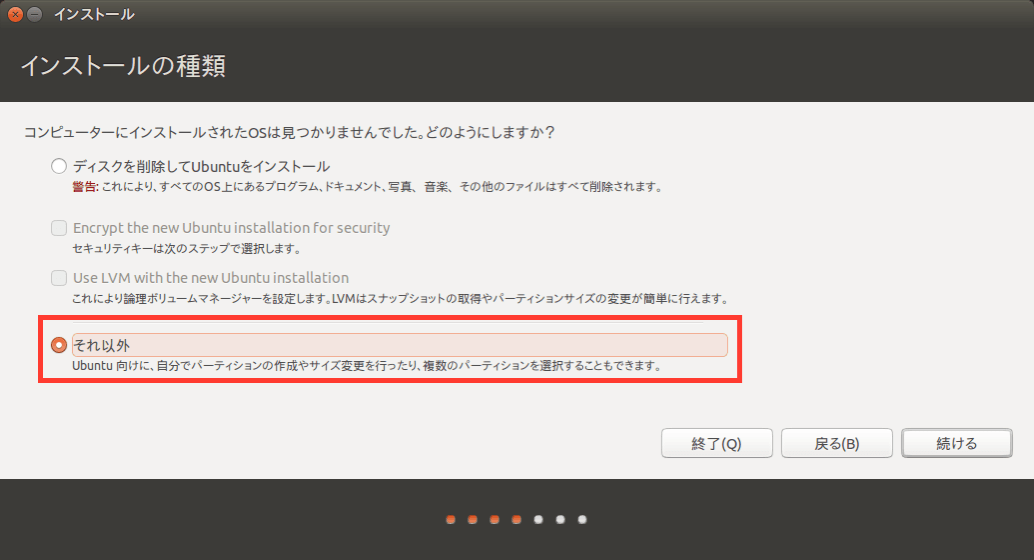 インストール
インストールの種類
コンピューターにインストールされたOSは見つかりませんでした。どのようにしますか？
ディスクを削除してUbuntuをインストール
警告: これにより、すべてのOS上にあるプログラム、ドキュメント、写真、音楽、その他のファイルはすべて削除されます。
Encrypt the new Ubuntu installation for security
セキュリティキーは次のステップで選択します。
Use LVM with the new Ubuntu installation
これにより論理ボリュームマネージャーを設定します。LVMはスナップショットの取得やパーティションサイズの変更が簡単に行えます。
それ以外
Ubuntu 向けに、自分でパーティションの作成やサイズ変更を行ったり、複数のパーティションを選択することもできます。
終了(Q) 戻る(B) 続ける